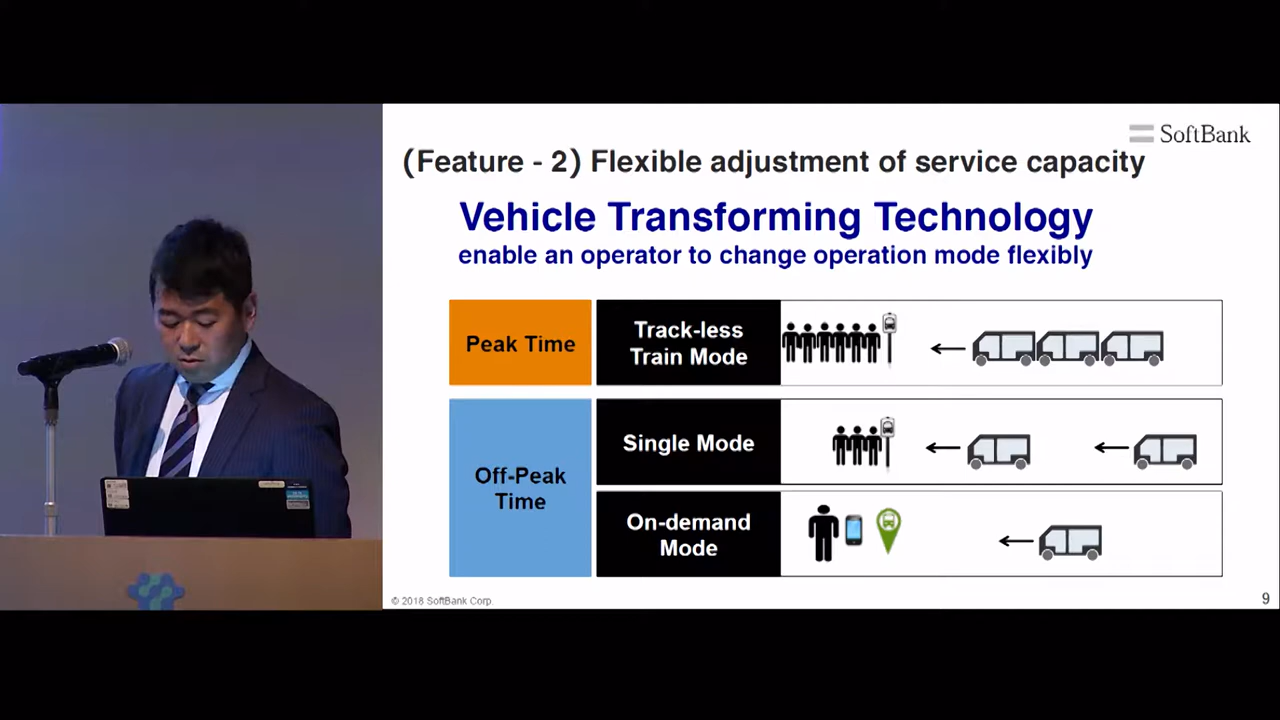 SoftBank
(Feature - 2) Flexible adjustment of service capacity
Vehicle Transforming Technology
enable an operator to change operation mode flexibly
Peak Time
Track-less
Train Mode
Off-Peak
Time
Single Mode
On-demand
Mode
© 2018 SoftBank Corp.
9